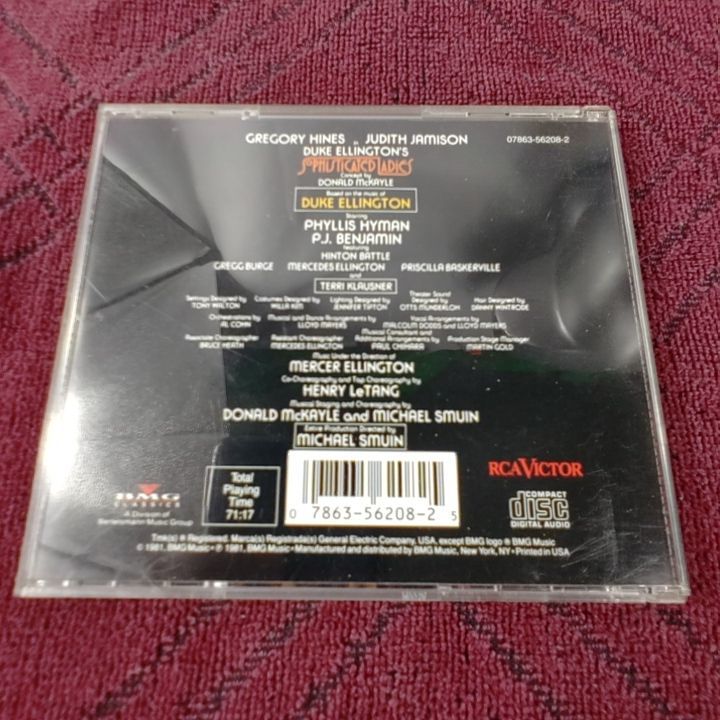 GREGORY HINES in JUDITH JAMISON
07863-56208-2
DUKE ELLINGTON'S
SOPHISTICATED LADIES
Concept by
DONALD McKAYLE
Based on the music of
DUKE ELLINGTON
Starring
PHYLLIS HYMAN
P.J. BENJAMIN
featuring
HINTON BATTLE
GREGG BURGE MERCEDES ELLINGTON PRISCILLA BASKERVILLE
and
TERRI KLAUSNER
Settings Designed by
TONY WALTON
Costumes Designed by
WILLA KIM
Lighting Designed by
JENNIFER TIPTON
Theater Sound
Designed by
OTTS MUNDERLOH
Hair Designed by
DANNY WINTRODE
Orchestrations by
AL COHN
Musical and Dance Arrangements by
LLOYD MAYERS
Vocal Arrangements by
MALCOLM DODDS and LLOYD MAYERS
Associate Choreographer
BRUCE HEATH
Assistant Choreographer
MERCEDES ELLINGTON
Musical Consultant and
Additional Arrangements by
PAUL CHIHARA
Production Stage Manager
MARTIN GOLD
Music Under the Direction of
MERCER ELLINGTON
Co-Choreography and Tap Choreography by
HENRY LeTANG
Musical Staging and Choreography by
DONALD McKAYLE and MICHAEL SMUIN
Entire Production Directed by
MICHAEL SMUIN
BMG
CLASSICS
A Division of
Bertelsmann Music Group
Total
Playing
Time
71:17
0 7863-56208-2 5
RCA VICTOR
COMPACT
disc
DIGITAL AUDIO
Tmk(s) ® Registered. Marca(s) Registrada(s) General Electric Company, USA, except BMG logo ® BMG Music
© 1981, BMG Music • ℗ 1981, BMG Music • Manufactured and distributed by BMG Music, New York, NY • Printed in USA